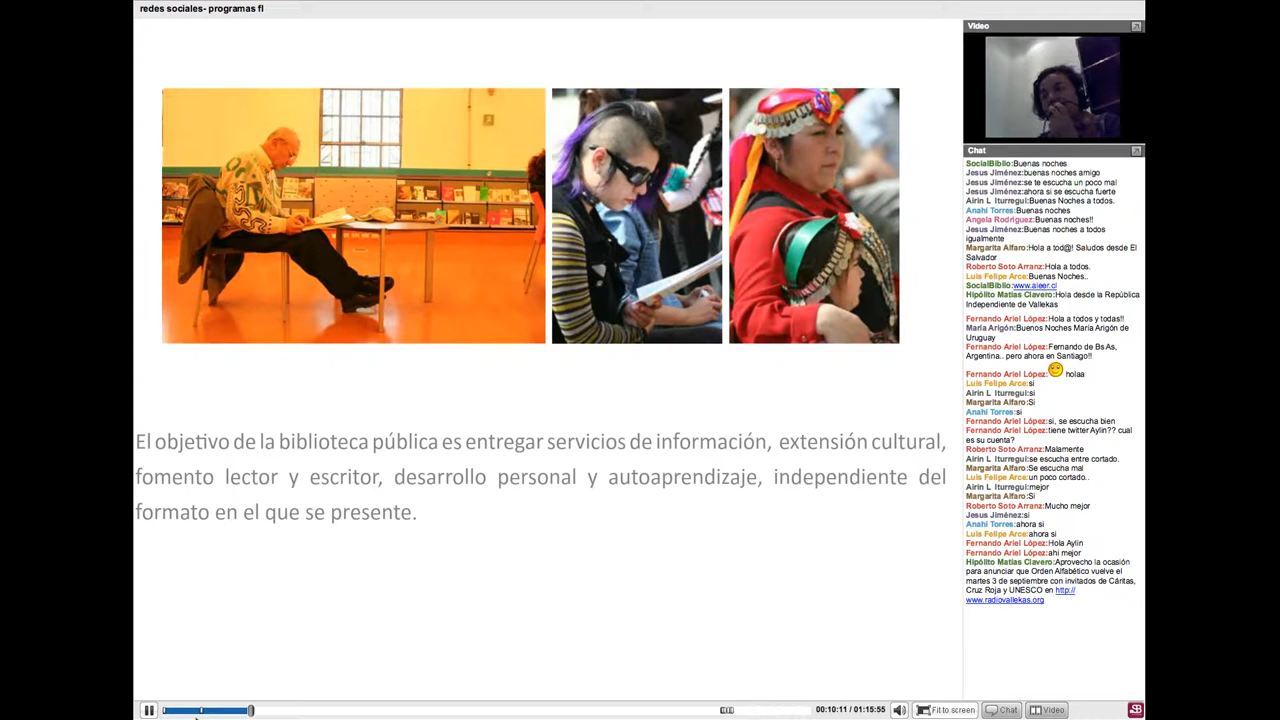 redes sociales- programas fl
El objetivo de la biblioteca pública es entregar servicios de información, extensión cultural,
fomento lector y escritor, desarrollo personal y autoaprendizaje, independiente del
formato en el que se presente.
Video
Chat
SocialBiblio:Buenas noches
Jesus Jiménez:buenas noches amigo
Jesus Jiménez:se te escucha un poco mal
Jesus Jiménez:ahora si se escucha fuerte
Airin L Iturregui:Buenas Noches a todos.
Anahí Torres:Buenas noches
Angela Rodriguez:Buenas noches!!
Jesus Jiménez:Buenas noches a todos
igualmente
Margarita Alfaro:Hola a tod@! Saludos desde El
Salvador
Roberto Soto Arranz:Hola a todos.
Luis Felipe Arce:Buenas Noches..
SocialBiblio:www.aleer.cl
Hipólito Matías Clavero:Hola desde la República
Independiente de Vallekas
Fernando Ariel López:Hola a todos y todas!!
María Arigón:Buenos Noches María Arigón de
Uruguay
Fernando Ariel López:Fernando de Bs As,
Argentina.. pero ahora en Santiago!!
Fernando Ariel López: holaa
Luis Felipe Arce:si
Airin L Iturregui:si
Margarita Alfaro:Si
Anahí Torres:si
Fernando Ariel López:si, se escucha bien
Fernando Ariel López:tiene twitter Aylin?? cual
es su cuenta?
Roberto Soto Arranz:Malamente
Airin L Iturregui:se escucha entre cortado.
Margarita Alfaro:Se escucha mal
Luis Felipe Arce:un poco cortado..
Airin L Iturregui:mejor
Margarita Alfaro:Si
Roberto Soto Arranz:Mucho mejor
Jesus Jiménez:si
Anahí Torres:ahora si
Luis Felipe Arce:ahora si
Fernando Ariel López:Hola Aylin
Fernando Ariel López:ahi mejor
Hipólito Matías Clavero:Aprovecho la ocasión
para anunciar que Orden Alfabético vuelve el
martes 3 de septiembre con invitados de Cáritas,
Cruz Roja y UNESCO en http://
www.radiovallekas.org
00:10:11 / 01:15:55
Fit to screen
Chat
Video
SB